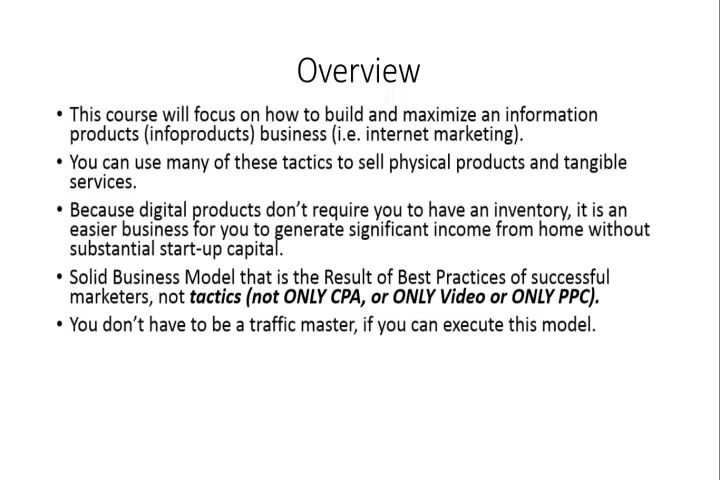 Overview
• This course will focus on how to build and maximize an information
products (infoproducts) business (i.e. internet marketing).
• You can use many of these tactics to sell physical products and tangible
services.
• Because digital products don’t require you to have an inventory, it is an
easier business for you to generate significant income from home without
substantial start-up capital.
• Solid Business Model that is the Result of Best Practices of successful
marketers, not tactics (not ONLY CPA, or ONLY Video or ONLY PPC).
• You don’t have to be a traffic master, if you can execute this model.